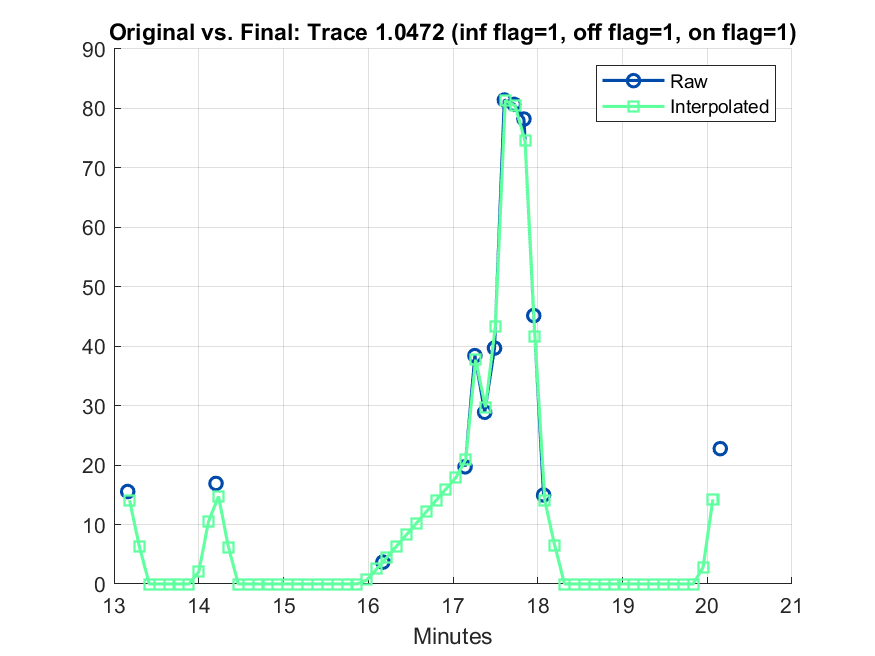 Original vs. Final: Trace 1.0472 (inf flag=1, off flag=1, on flag=1)
90
80
70
60
50
40
30
20
10
0
Raw
Interpolated
13 14 15 16 17 18 19 20 21
Minutes